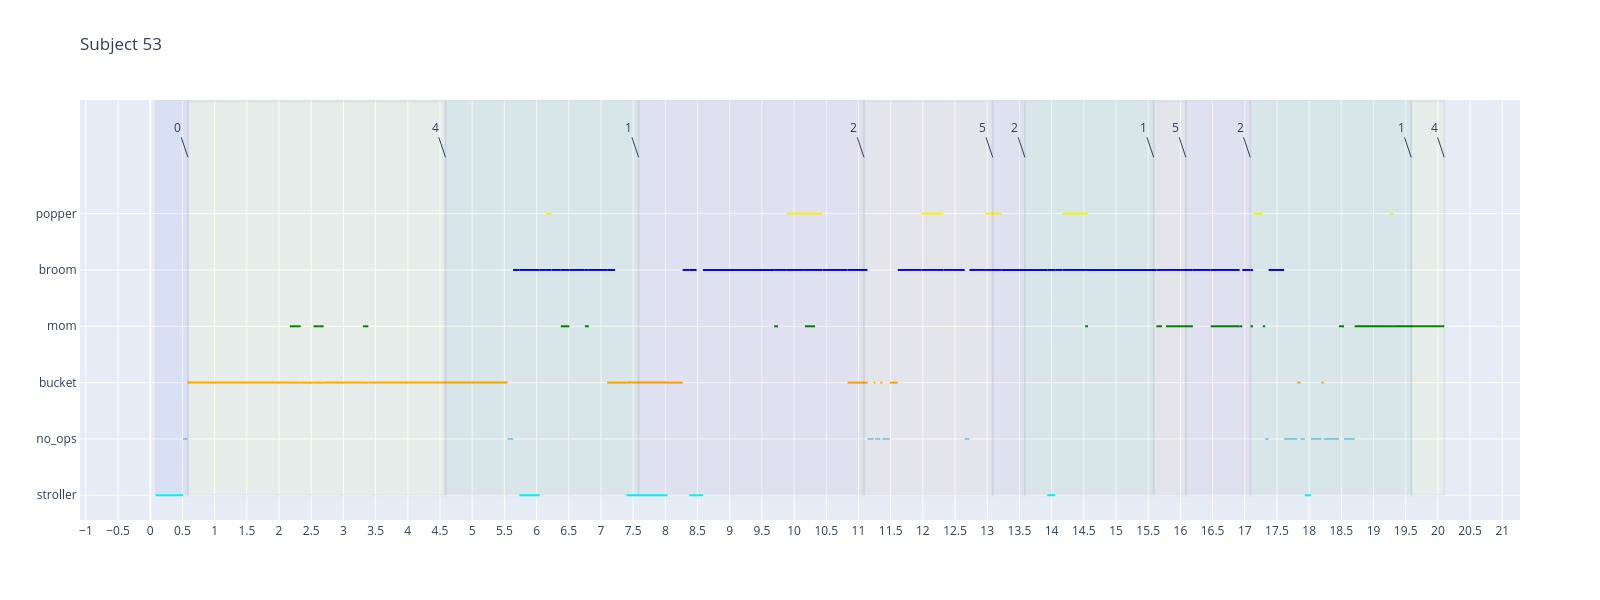 Subject 53
0 4 1 2 5 2 1 5 2 1 4
popper
broom
mom
bucket
no_ops
stroller
−1 −0.5 0 0.5 1 1.5 2 2.5 3 3.5 4 4.5 5 5.5 6 6.5 7 7.5 8 8.5 9 9.5 10 10.5 11 11.5 12 12.5 13 13.5 14 14.5 15 15.5 16 16.5 17 17.5 18 18.5 19 19.5 20 20.5 21